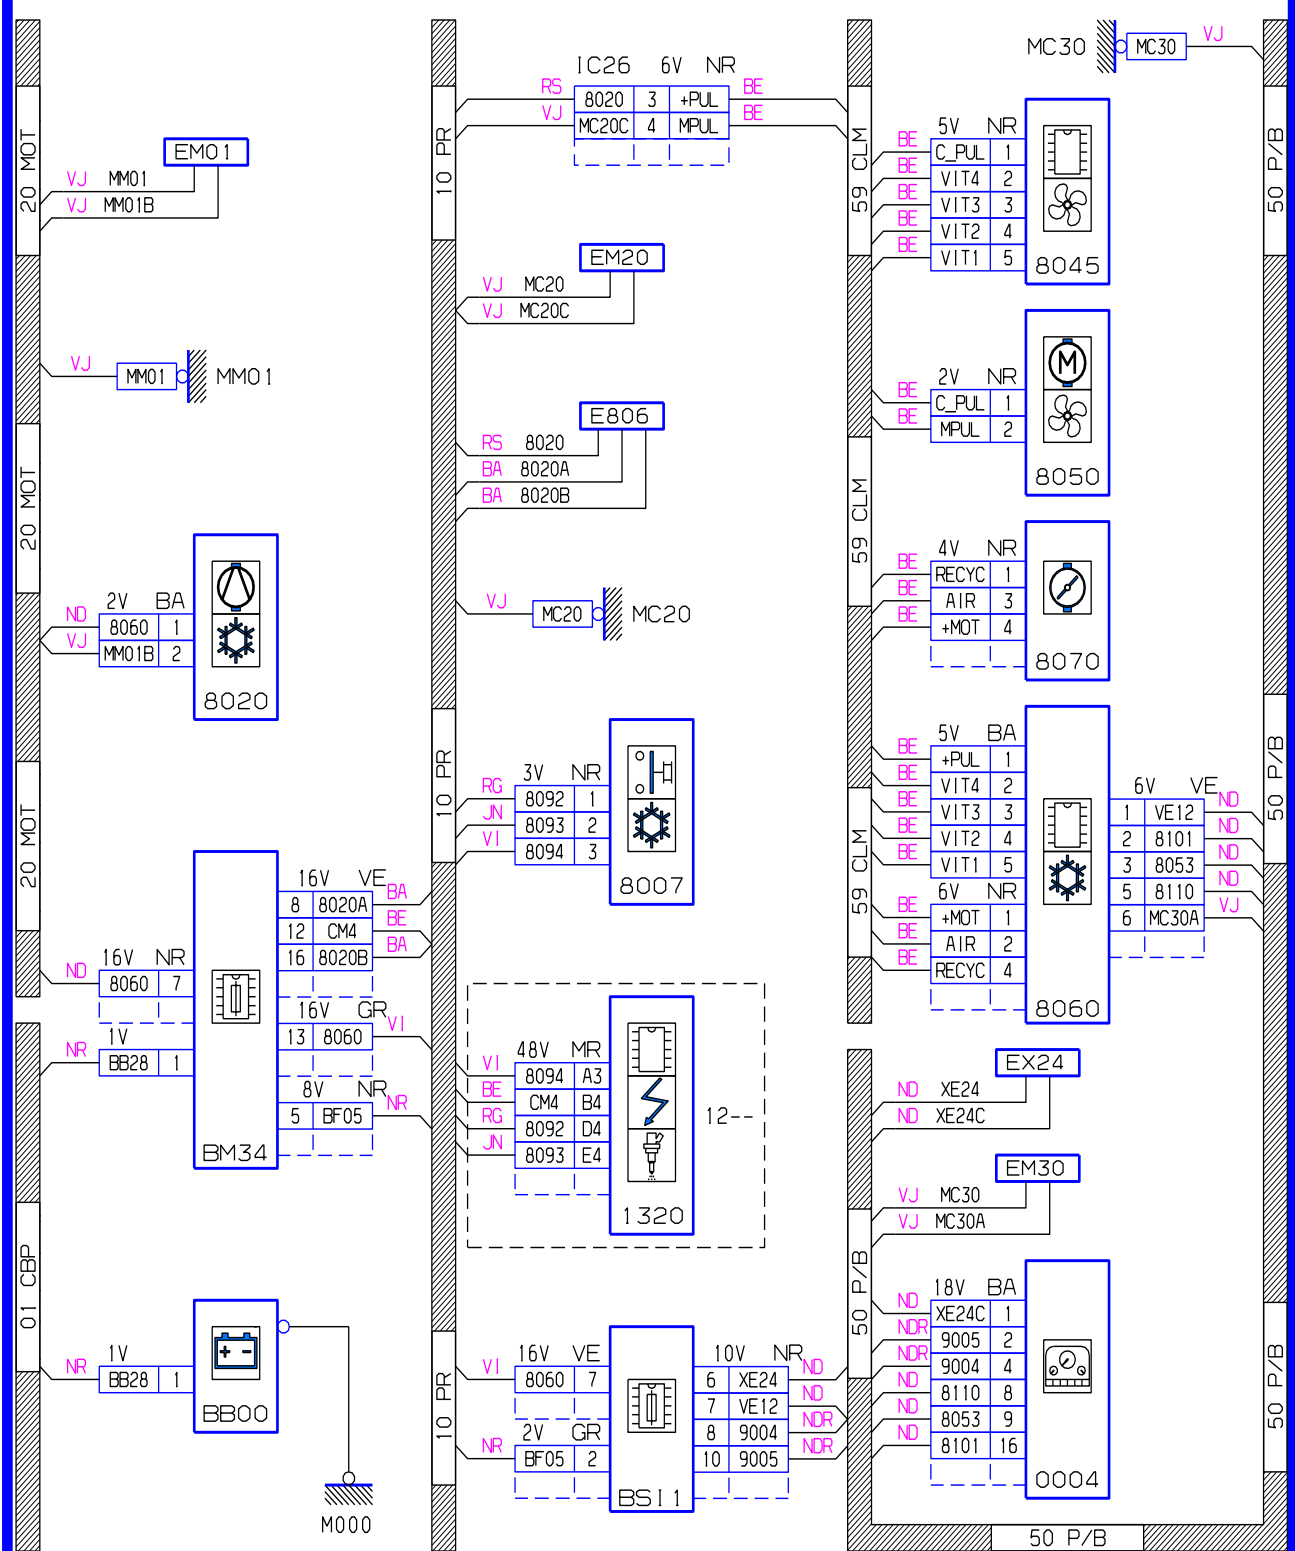 20 MOT
EM01
VJ MM01
VJ MM01B
VJ MM01 MM01
20 MOT
2V BA
ND 8060 1
VJ MM01B 2
8020
20 MOT
16V VE
8 8020A BA
12 CM4 BE
16 8020B BA
16V NR
ND 8060 7
16V GR
13 8060 VI
1V
NR BB28 1
8V NR
5 BF05 NR
BM34
01 CBP
1V
NR BB28 1
BB00
M000
10 PR
IC26 6V NR
RS 8020 3 +PUL BE
VJ MC20C 4 MPUL BE
EM20
VJ MC20
VJ MC20C
E806
RS 8020
BA 8020A
BA 8020B
VJ MC20 MC20
10 PR
3V NR
RG 8092 1
JN 8093 2
VI 8094 3
8007
48V MR
VI 8094 A3
BE CM4 B4
RG 8092 D4
JN 8093 E4
12--
1320
10 PR
16V VE
VI 8060 7
2V GR
NR BF05 2
10V NR
6 XE24 ND
7 VE12 ND
8 9004 NDR
10 9005 NDR
BSI1
MC30 MC30 VJ
59 CLM
50 P/B
5V NR
BE C_PUL 1
BE VIT4 2
BE VIT3 3
BE VIT2 4
BE VIT1 5
8045
2V NR
BE C_PUL 1
BE MPUL 2
M
8050
59 CLM
4V NR
BE RECYC 1
BE AIR 3
BE +MOT 4
8070
50 P/B
5V BA
BE +PUL 1
BE VIT4 2
BE VIT3 3
BE VIT2 4
BE VIT1 5
59 CLM
6V NR
BE +MOT 1
BE AIR 2
BE RECYC 4
6V VE
1 VE12 ND
2 8101 ND
3 8053 ND
5 8110 ND
6 MC30A VJ
8060
EX24
ND XE24
ND XE24C
EM30
VJ MC30
VJ MC30A
50 P/B
18V BA
ND XE24C 1
NDR 9005 2
NDR 9004 4
ND 8110 8
ND 8053 9
ND 8101 16
0004
50 P/B
50 P/B